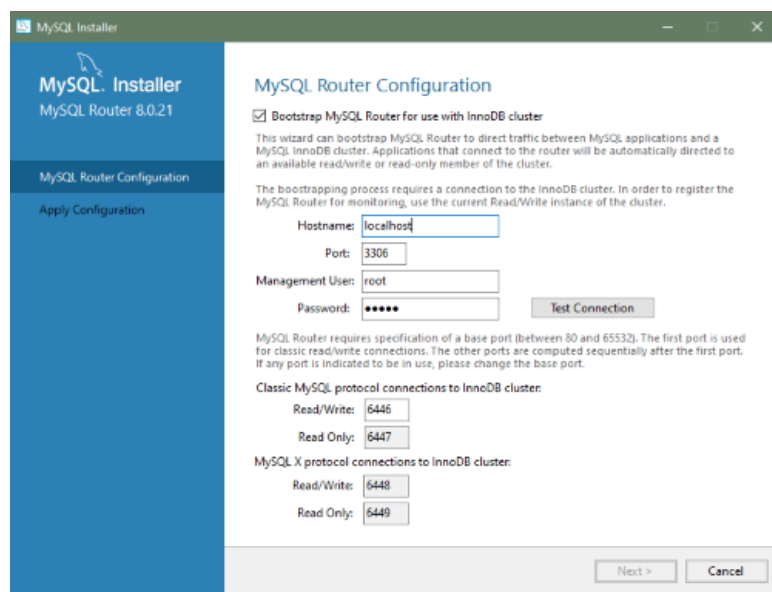 MySQL Installer
MySQL. Installer
MySQL Router 8.0.21
MySQL Router Configuration
Apply Configuration
MySQL Router Configuration
Bootstrap MySQL Router for use with InnoDB cluster
This wizard can bootstrap MySQL Router to direct traffic between MySQL applications and a
MySQL InnoDB cluster. Applications that connect to the router will be automatically directed to
an available read/write or read-only member of the cluster.
The boostrapping process requires a connection to the InnoDB cluster. In order to register the
MySQL Router for monitoring, use the current Read/Write instance of the cluster.
Hostname: localhost
Port: 3306
Management User: root
Password: •••••
Test Connection
MySQL Router requires specification of a base port (between 80 and 65532). The first port is used
for classic read/write connections. The other ports are computed sequentially after the first port.
If any port is indicated to be in use, please change the base port.
Classic MySQL protocol connections to InnoDB cluster:
Read/Write: 6446
Read Only: 6447
MySQL X protocol connections to InnoDB cluster:
Read/Write: 6448
Read Only: 6449
Next >
Cancel